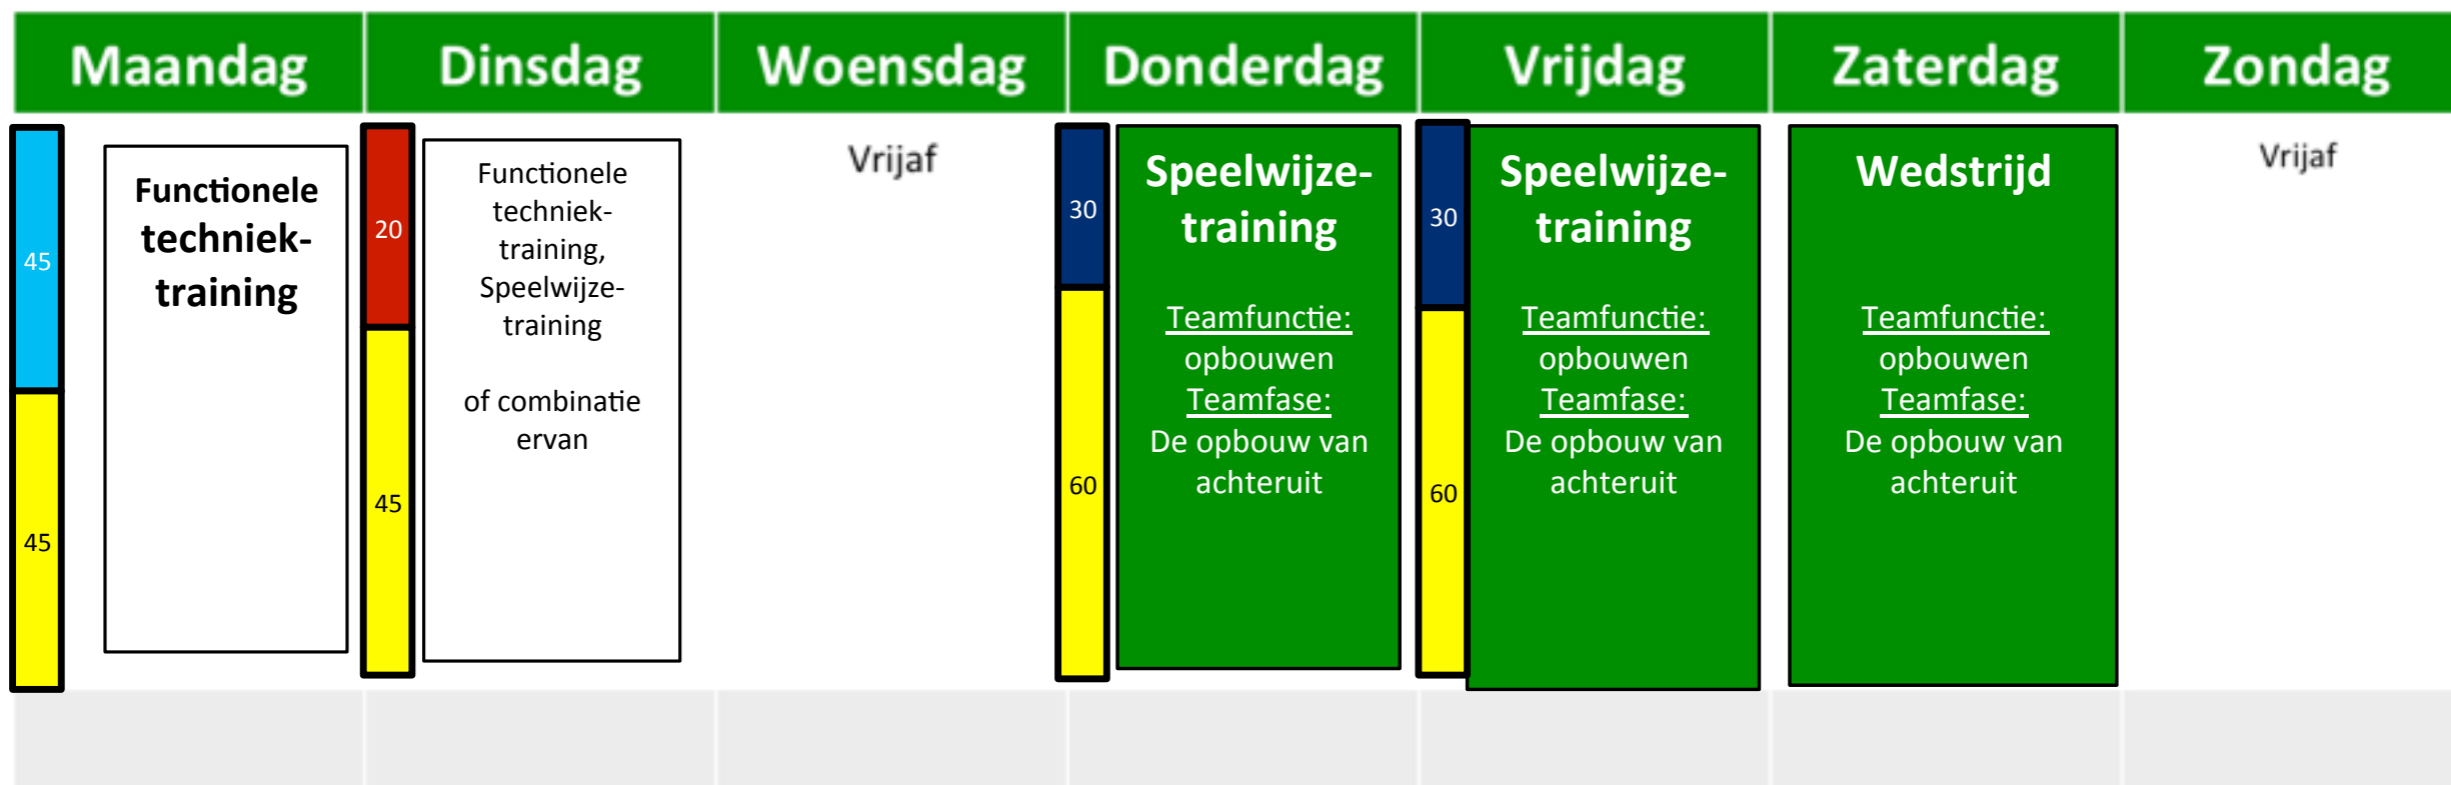 Maandag
Dinsdag
Woensdag
Donderdag
Vrijdag
Zaterdag
Zondag
45
45
Functionele
techniek-
training
20
45
Functionele
techniek-
training,
Speelwijze-
training
of combinatie
ervan
Vrijaf
30
60
Speelwijze-
training
Teamfunctie:
opbouwen
Teamfase:
De opbouw van
achteruit
30
60
Speelwijze-
training
Teamfunctie:
opbouwen
Teamfase:
De opbouw van
achteruit
Wedstrijd
Teamfunctie:
opbouwen
Teamfase:
De opbouw van
achteruit
Vrijaf